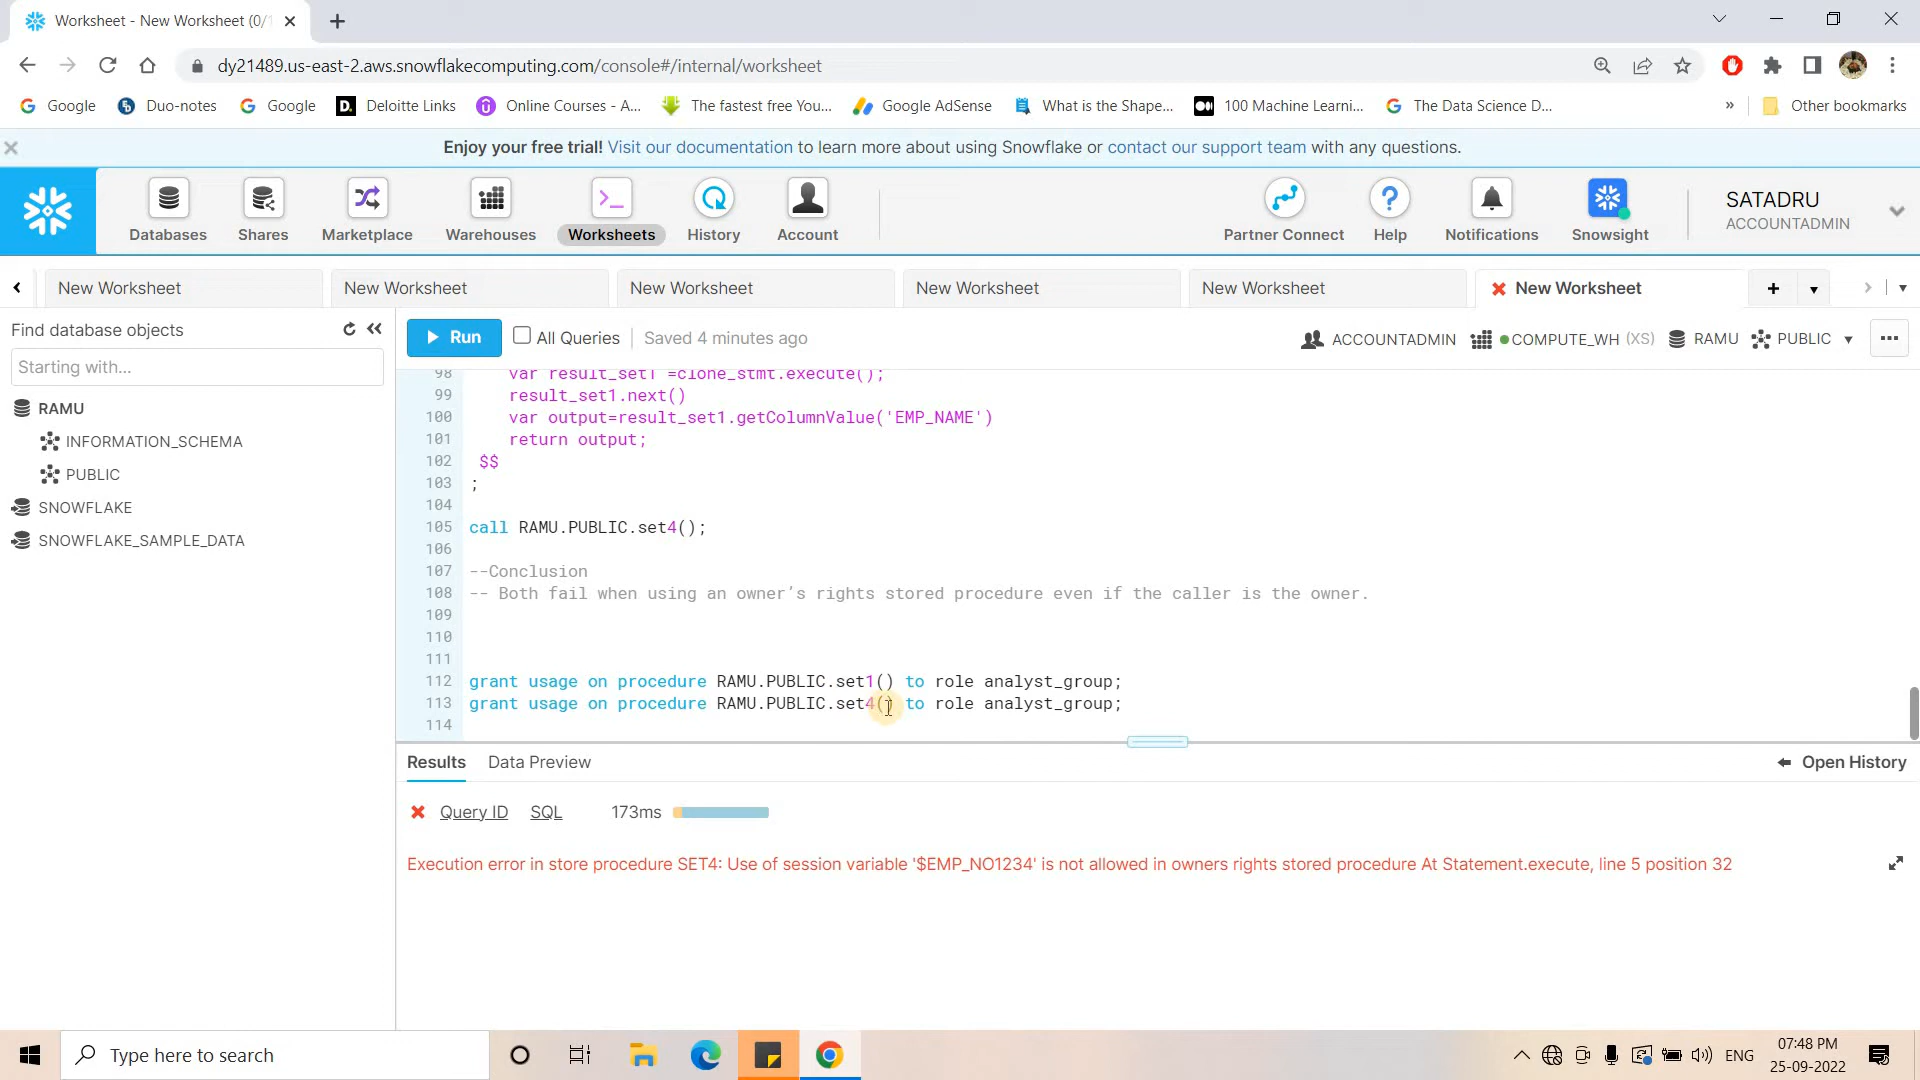 Worksheet - New Worksheet (0/1
dy21489.us-east-2.aws.snowflakecomputing.com/console#/internal/worksheet
Google Duo-notes Google D. Deloitte Links Online Courses - A... The fastest free You... Google AdSense What is the Shape... 100 Machine Learni... The Data Science D... » Other bookmarks
Enjoy your free trial! Visit our documentation to learn more about using Snowflake or contact our support team with any questions.
Databases Shares Marketplace Warehouses Worksheets History Account Partner Connect Help Notifications Snowsight
SATADRU
ACCOUNTADMIN
New Worksheet New Worksheet New Worksheet New Worksheet New Worksheet New Worksheet
Find database objects
Starting with...
RAMU
INFORMATION_SCHEMA
PUBLIC
SNOWFLAKE
SNOWFLAKE_SAMPLE_DATA
Run All Queries Saved 4 minutes ago ACCOUNTADMIN COMPUTE_WH (XS) RAMU PUBLIC
98 var result_set1 =clone_stmt.execute();
99 result_set1.next()
100 var output=result_set1.getColumnValue('EMP_NAME')
101 return output;
102 $$
103 ;
104
105 call RAMU.PUBLIC.set4();
106
107 --Conclusion
108 -- Both fail when using an owner’s rights stored procedure even if the caller is the owner.
109
110
111
112 grant usage on procedure RAMU.PUBLIC.set1() to role analyst_group;
113 grant usage on procedure RAMU.PUBLIC.set4() to role analyst_group;
114
Results Data Preview Open History
Query ID SQL 173ms
Execution error in store procedure SET4: Use of session variable '$EMP_NO1234' is not allowed in owners rights stored procedure At Statement.execute, line 5 position 32
Type here to search
ENG
07:48 PM
25-09-2022